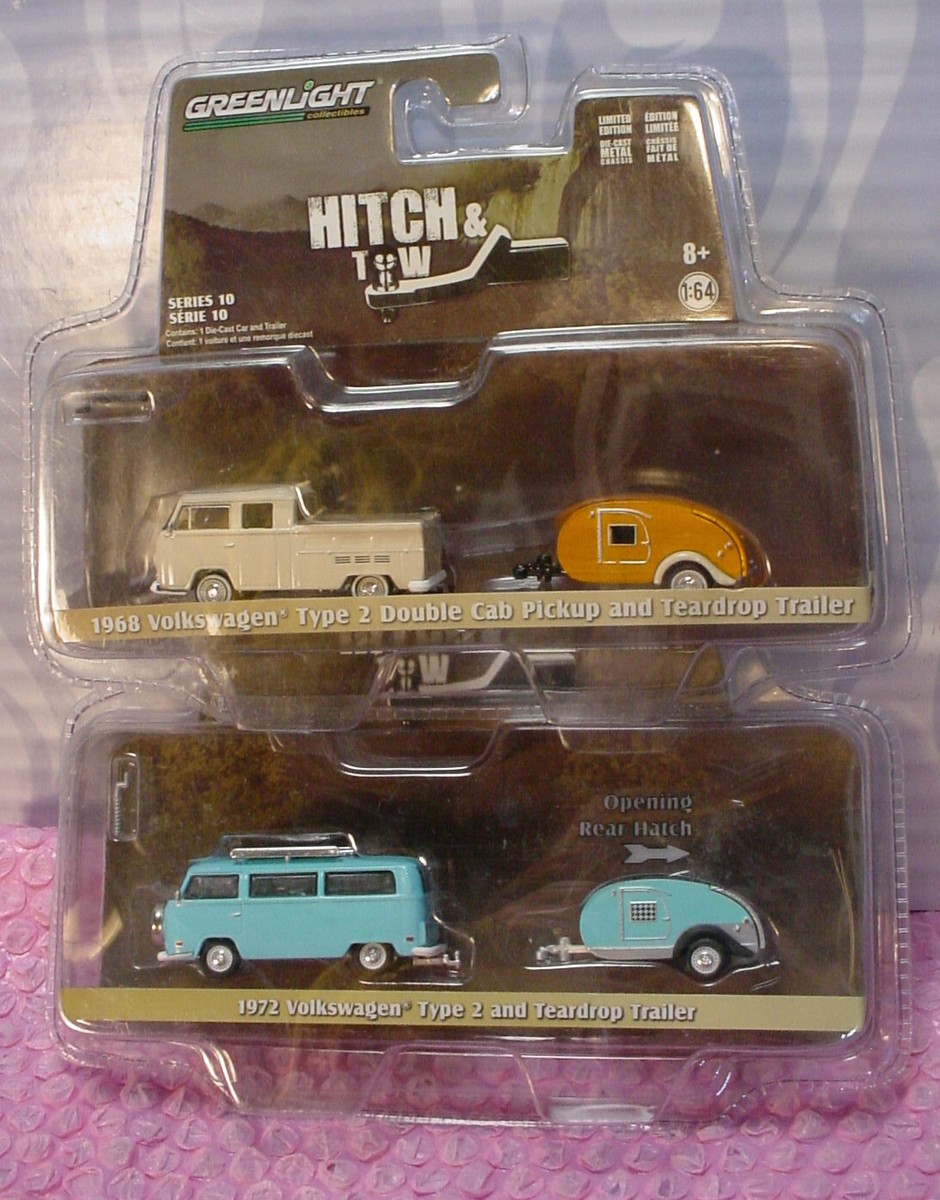 GREENLiGHT
collectibles
LIMITED EDITION
ÉDITION LIMITÉE
DIE-CAST METAL CHASSIS
CHÂSSIS FAIT DE MÉTAL
HITCH &
TOW
8+
1:64
SERIES 10
SÉRIE 10
Contains: 1 Die-Cast Car and Trailer
Contient: 1 voiture et une remorque diecast
1968 Volkswagen® Type 2 Double Cab Pickup and Teardrop Trailer
TOW
Opening
Rear Hatch
1972 Volkswagen® Type 2 and Teardrop Trailer